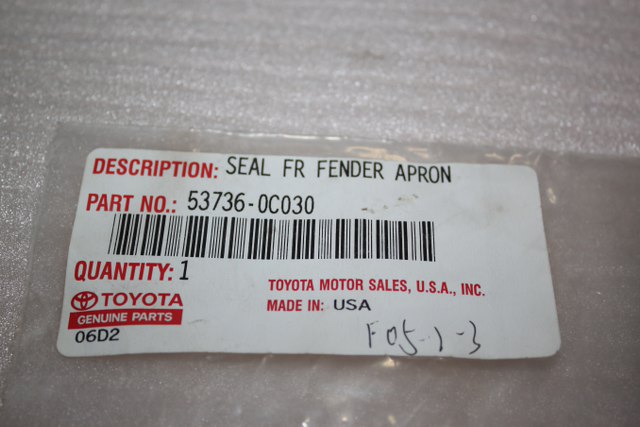 DESCRIPTION: SEAL FR FENDER APRON
PART NO.: 53736-0C030
QUANTITY: 1
TOYOTA MOTOR SALES, U.S.A., INC.
TOYOTA
MADE IN: USA
GENUINE PARTS
06D2
F05-1-3